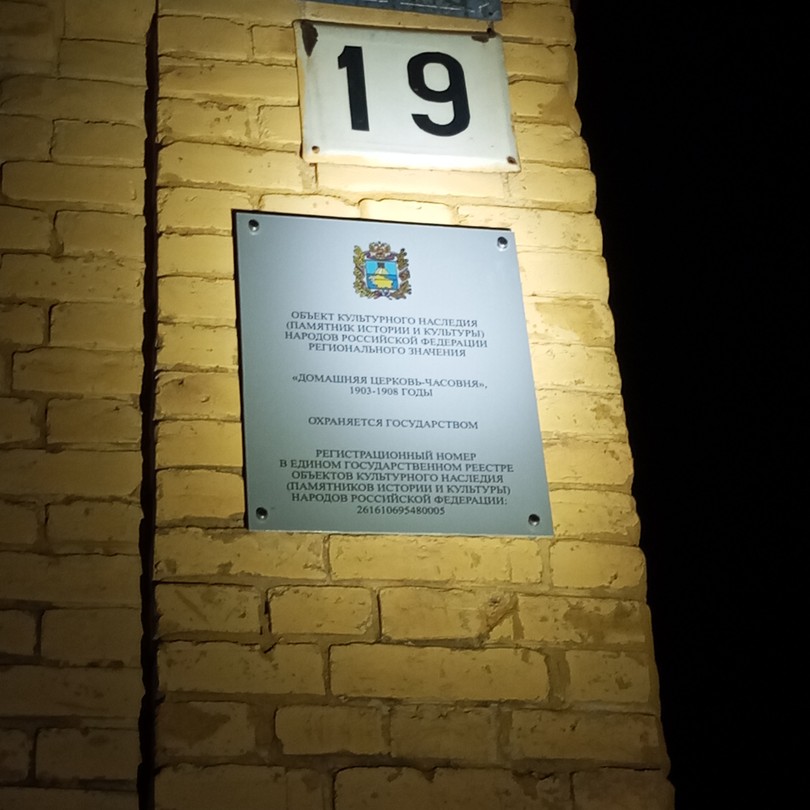 19
ОБЪЕКТ КУЛЬТУРНОГО НАСЛЕДИЯ
(ПАМЯТНИК ИСТОРИИ И КУЛЬТУРЫ)
НАРОДОВ РОССИЙСКОЙ ФЕДЕРАЦИИ
РЕГИОНАЛЬНОГО ЗНАЧЕНИЯ
«ДОМАШНЯЯ ЦЕРКОВЬ-ЧАСОВНЯ»,
1903-1908 ГОДЫ
ОХРАНЯЕТСЯ ГОСУДАРСТВОМ
РЕГИСТРАЦИОННЫЙ НОМЕР
В ЕДИНОМ ГОСУДАРСТВЕННОМ РЕЕСТРЕ
ОБЪЕКТОВ КУЛЬТУРНОГО НАСЛЕДИЯ
(ПАМЯТНИКОВ ИСТОРИИ И КУЛЬТУРЫ)
НАРОДОВ РОССИЙСКОЙ ФЕДЕРАЦИИ:
261610695480005